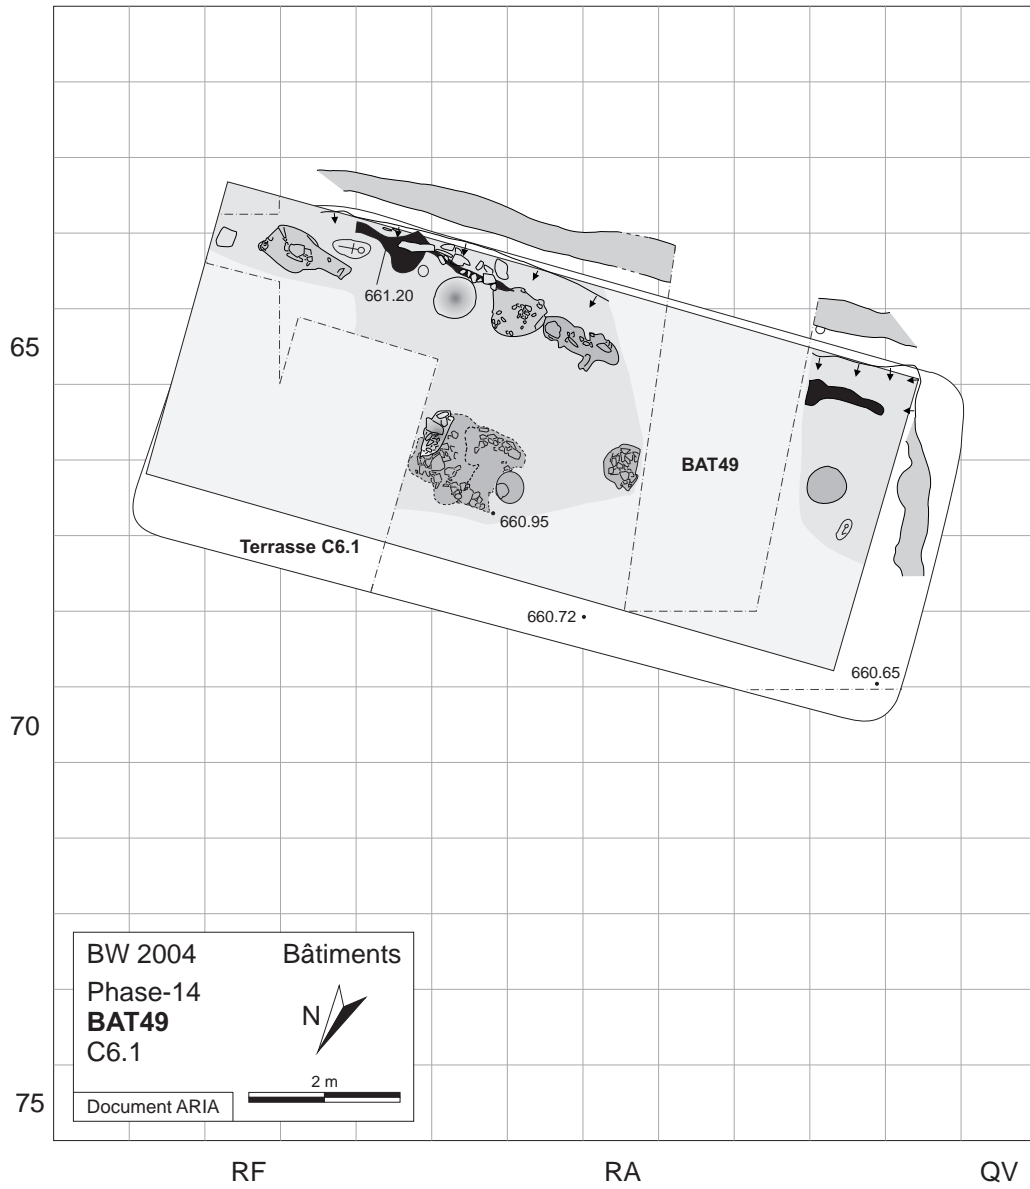 661.20
65
BAT49
660.95
Terrasse C6.1
660.72
660.65
70
BW 2004 Bâtiments
Phase-14
BAT49
C6.1
N
2 m
Document ARIA
75
RF RA QV